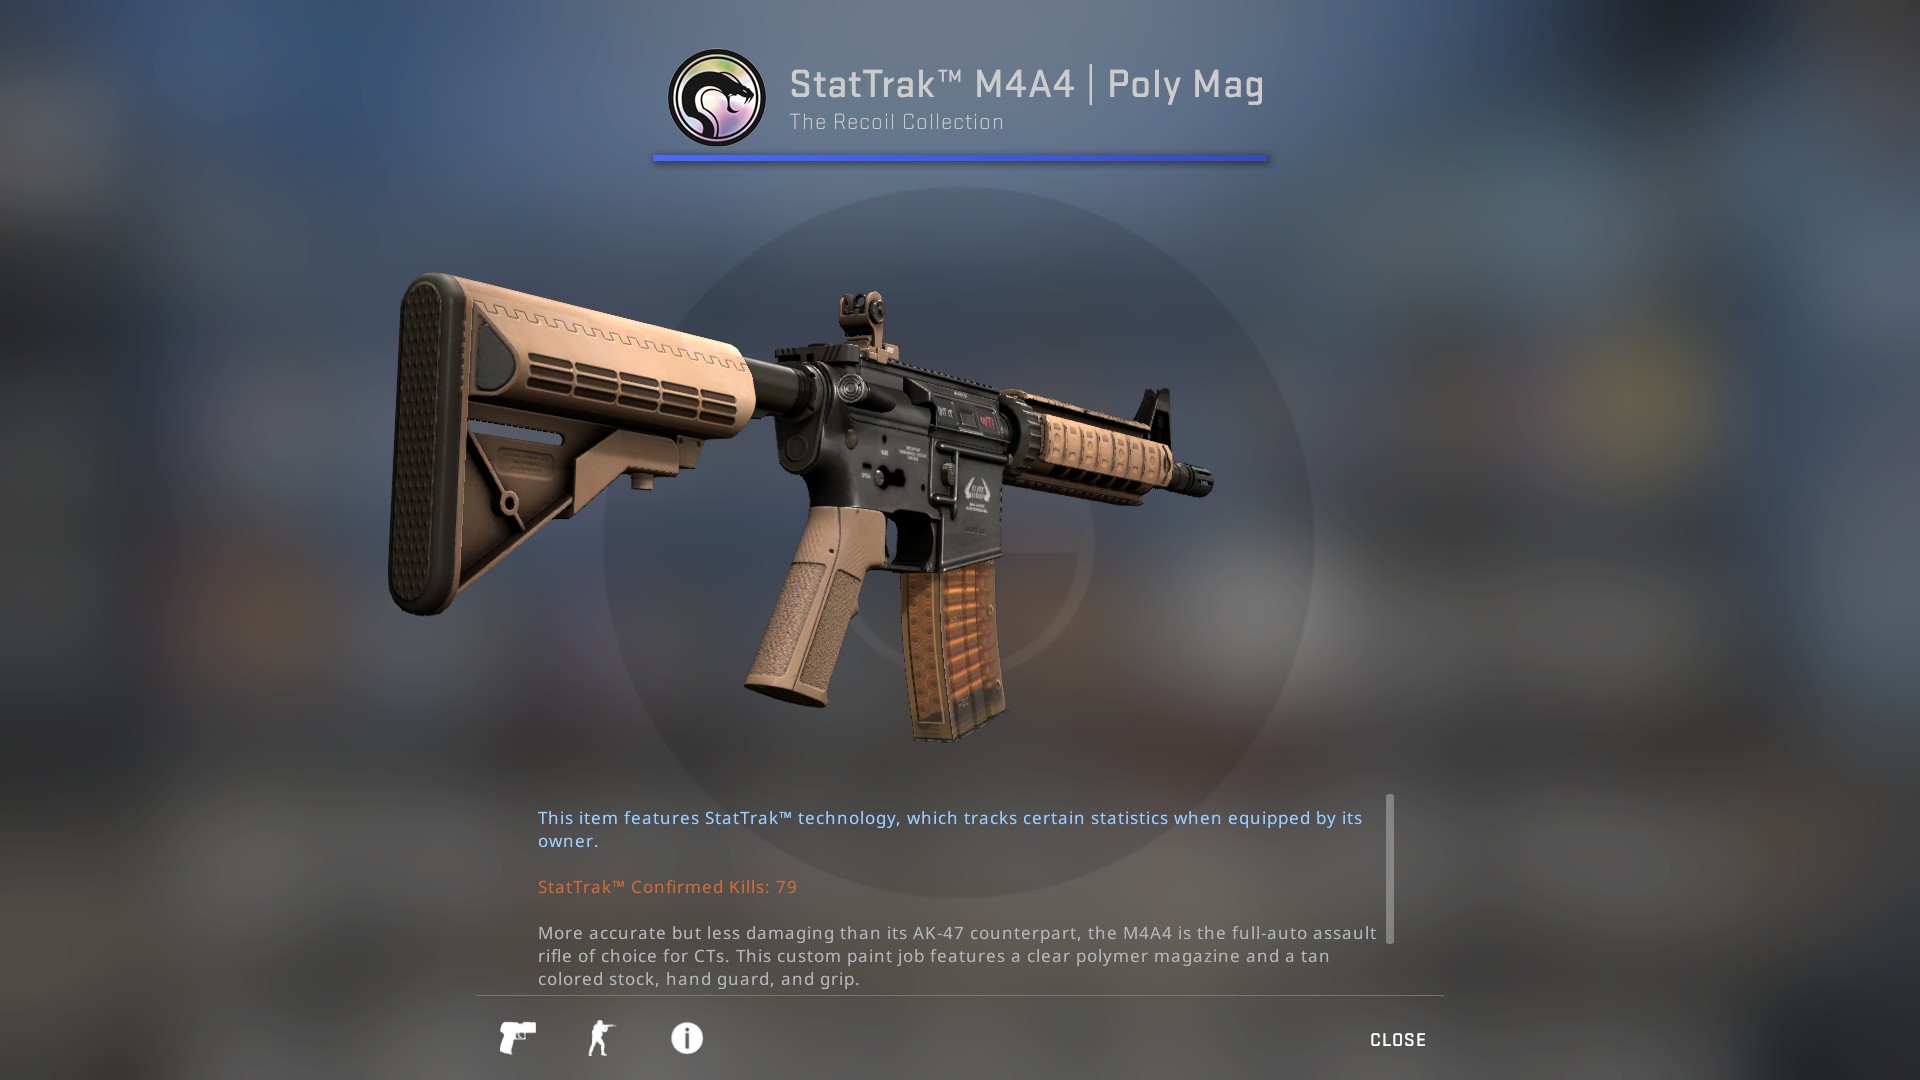 StatTrak™ M4A4 | Poly Mag
The Recoil Collection
This item features StatTrak™ technology, which tracks certain statistics when equipped by its
owner.
StatTrak™ Confirmed Kills: 79
More accurate but less damaging than its AK-47 counterpart, the M4A4 is the full-auto assault
rifle of choice for CTs. This custom paint job features a clear polymer magazine and a tan
colored stock, hand guard, and grip.
CLOSE